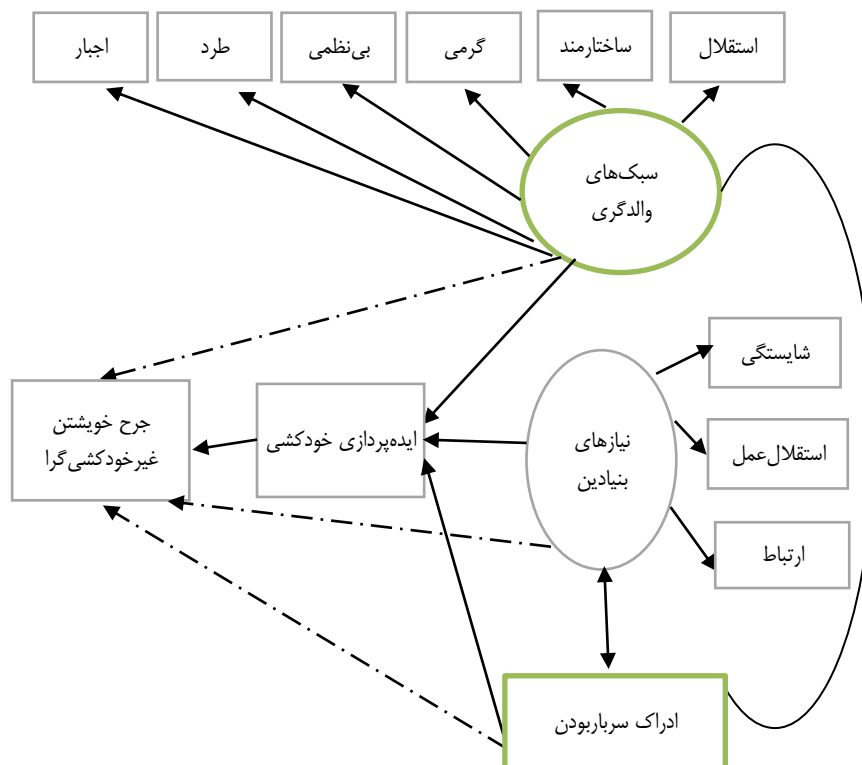 استقلال
ساختارمند
گرمی
بی‌نظمی
طرد
اجبار
سبک‌های
والدگری
شایستگی
نیازهای
بنیادین
استقلال‌عمل
ایده‌پردازی خودکشی
جرح خویشتن
غیرخودکشی‌گرا
ارتباط
ادراک سرباربودن